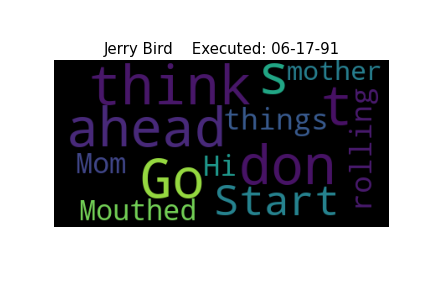 Jerry Bird    Executed: 06-17-91
think s mother
ahead things t
Mom Go Hi don rolling
Mouthed Start